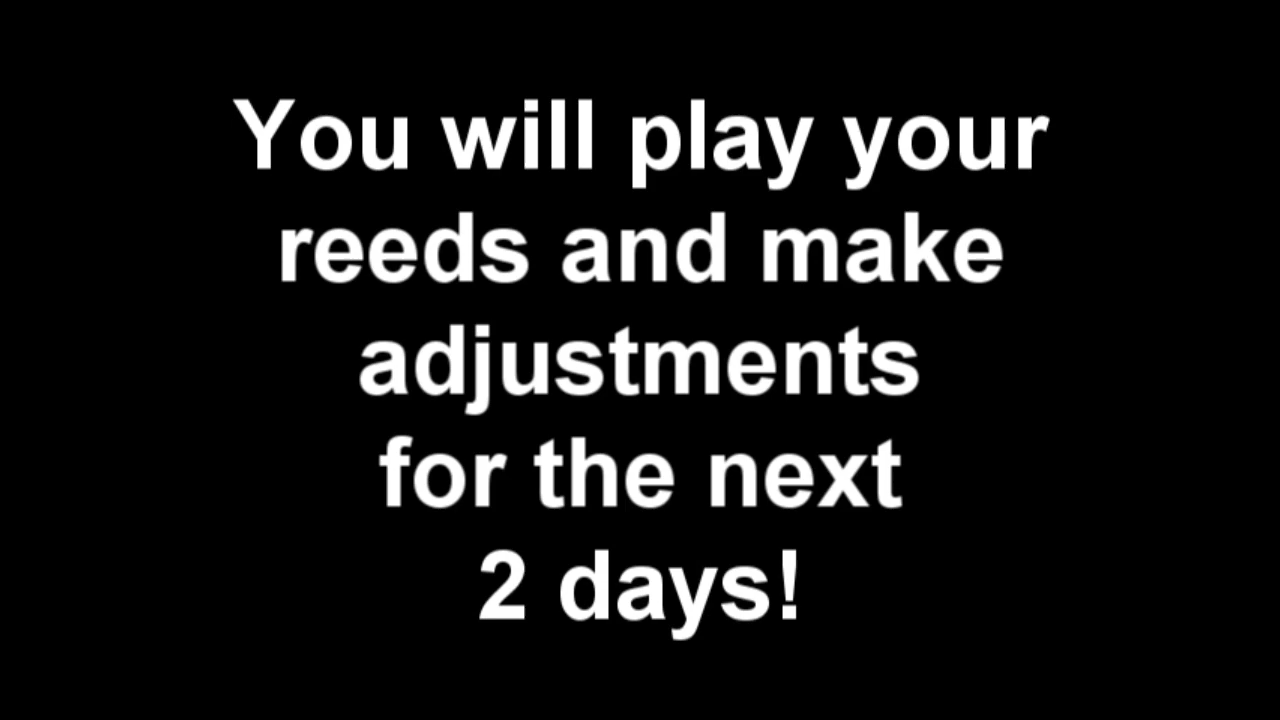 You will play your
reeds and make
adjustments
for the next
2 days!